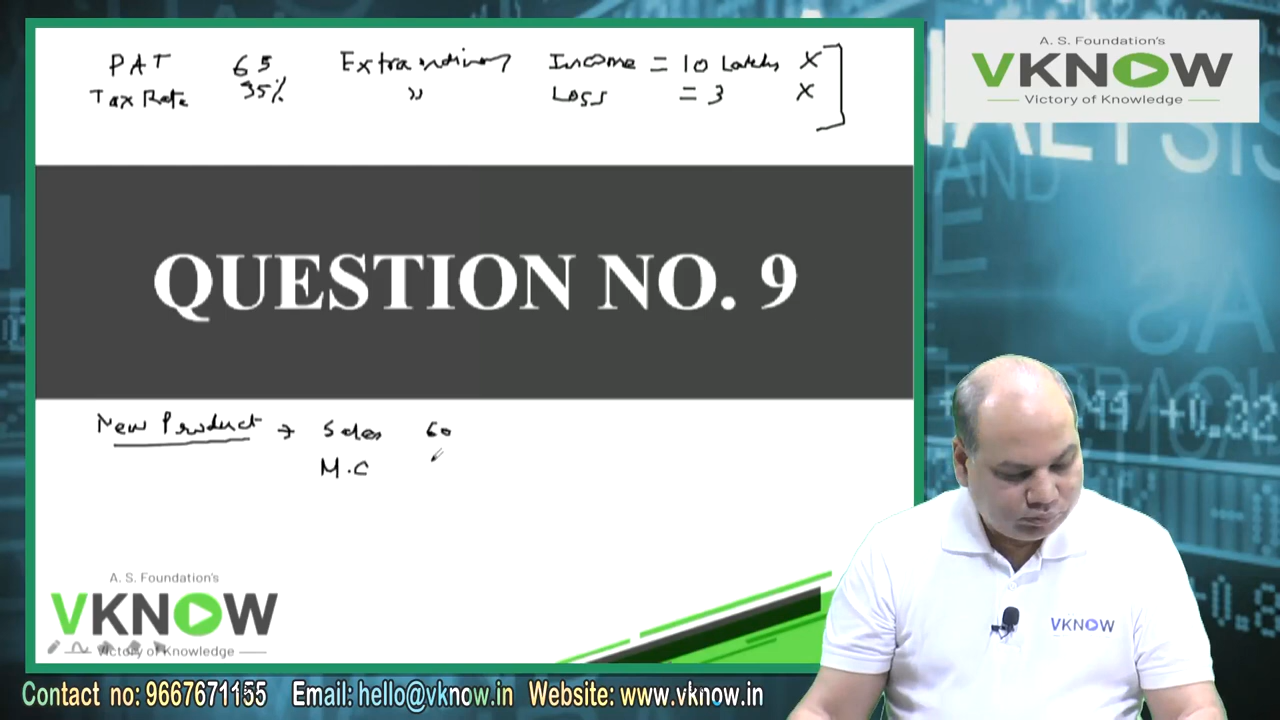 PAT 65 Extraordinary Income = 10 Lakhs X
Tax Rate 35% " Loss = 3 X
A. S. Foundation's
VKNOW
Victory of Knowledge
QUESTION NO. 9
New Product → Sales 60
M.C
A. S. Foundation's
VKNOW
Victory of Knowledge
VKNOW
Contact no: 9667671155 Email: hello@vknow.in Website: www.vknow.in